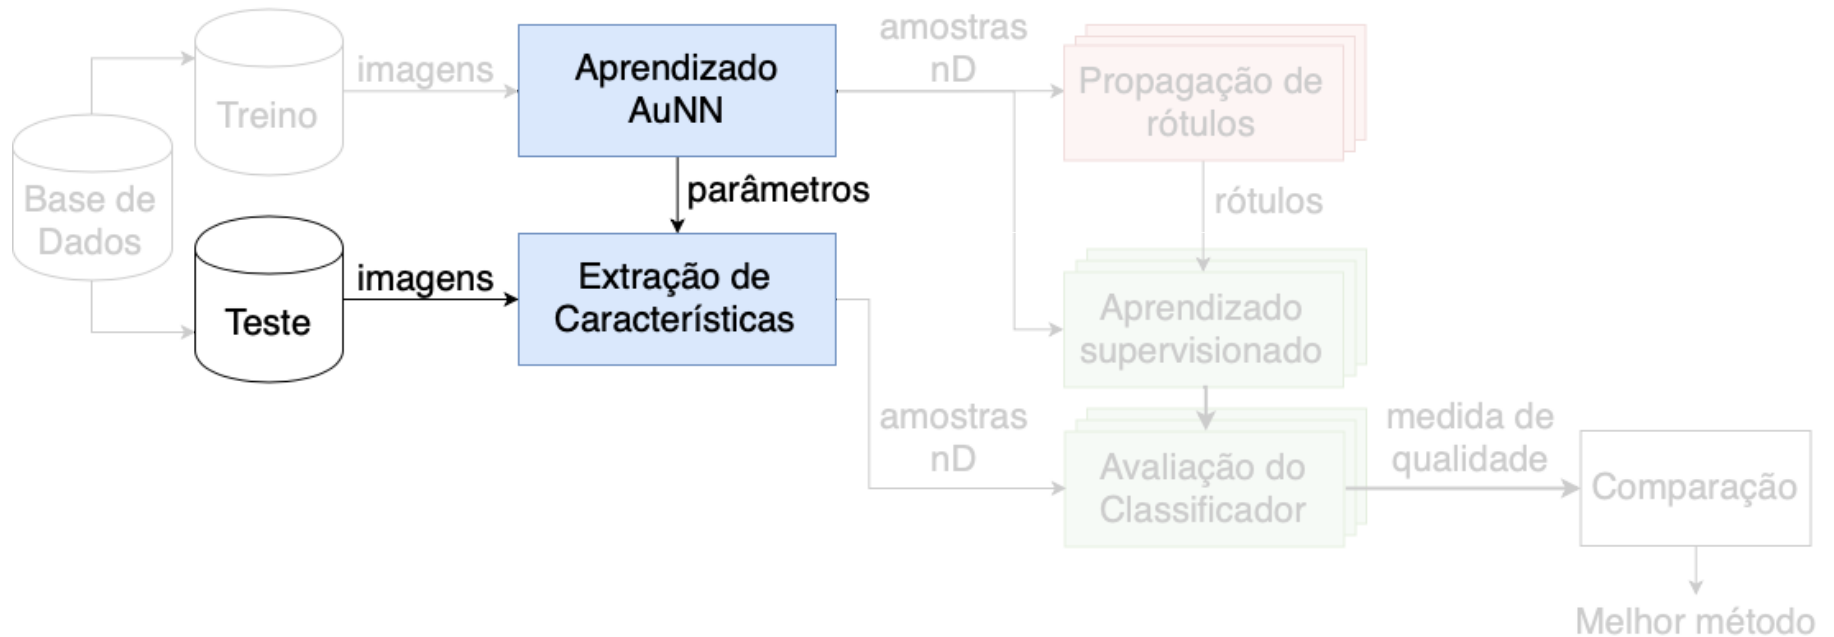 Base de
Dados
Treino
imagens
Aprendizado
AuNN
amostras
nD
Propagação de
rótulos
parâmetros
rótulos
Teste
imagens
Extração de
Características
Aprendizado
supervisionado
amostras
nD
Avaliação do
Classificador
medida de
qualidade
Comparação
Melhor método